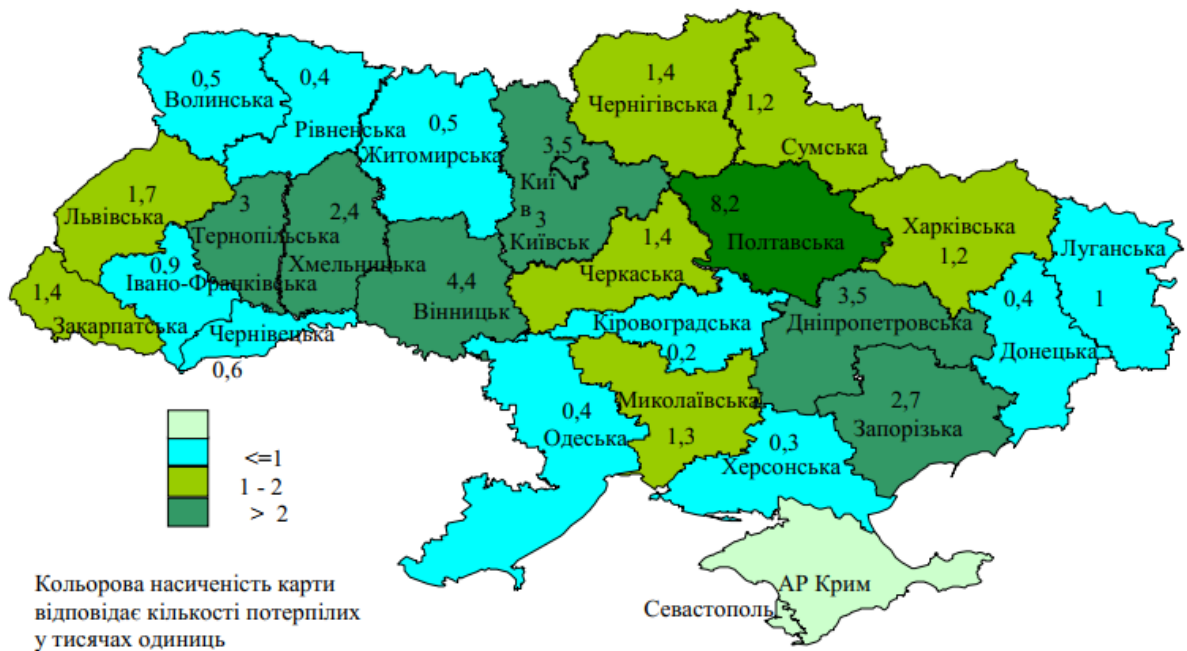 0,5
Волинська
0,4
Рівненська
0,5
Житомирська
3,5
Киї
в
3
Київськ
1,4
Чернігівська
1,2
Сумська
1,7
Львівська
3
Тернопільська
2,4
Хмельницька
4,4
Вінницьк
1,4
Черкаська
8,2
Полтавська
Харківська
1,2
Луганська
1
0,9
Івано-Франківська
1,4
Закарпатська
Чернівецька
0,6
Кіровоградська
0,2
3,5
Дніпропетровська
0,4
Донецька
0,4
Одеська
Миколаївська
1,3
0,3
Херсонська
2,7
Запорізька
АР Крим
Севастополь
<=1
1 - 2
> 2
Кольорова насиченість карти
відповідає кількості потерпілих
у тисячах одиниць